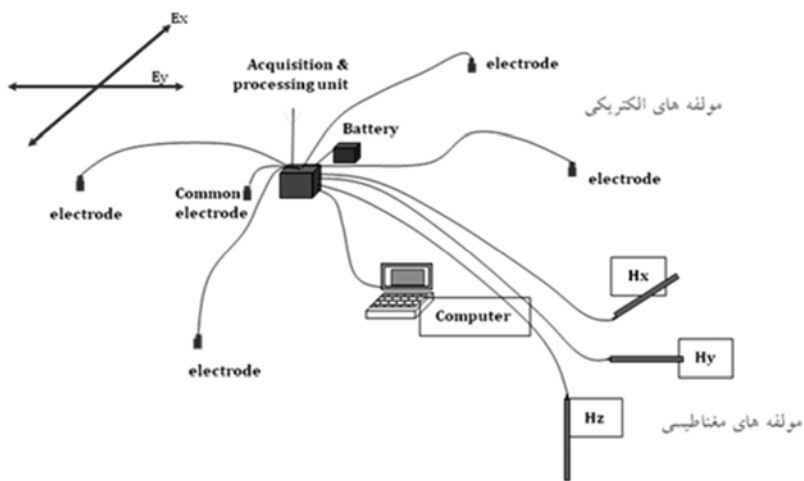 Ex
Ey
Acquisition &
processing unit
electrode
مولفه های الکتریکی
Battery
electrode
Common
electrode
electrode
electrode
Computer
Hx
Hy
Hz
مولفه های مغناطیسی